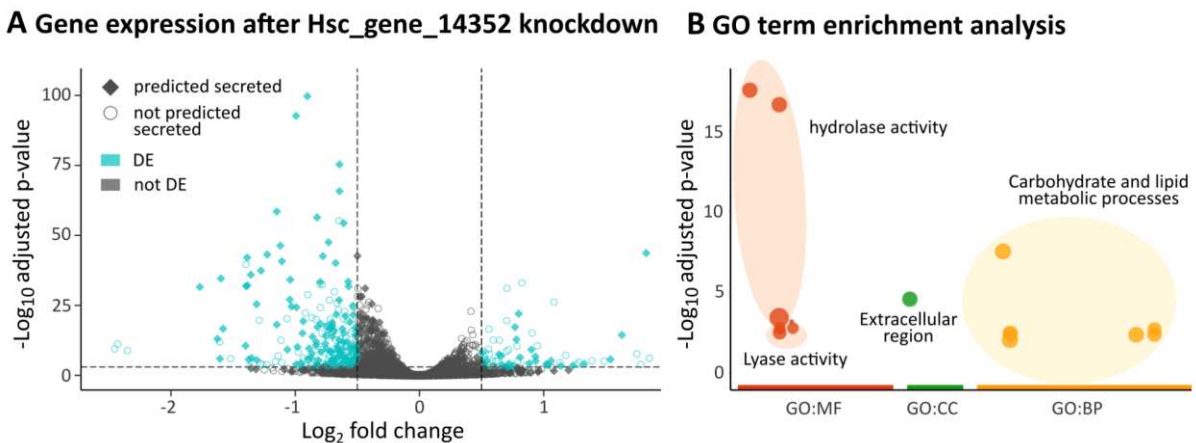 A Gene expression after Hsc_gene_14352 knockdown
-Log10 adjusted p-value
100
75
50
25
0
predicted secreted
not predicted
secreted
DE
not DE
-2
-1
0
1
Log2 fold change
B GO term enrichment analysis
-Log10 adjusted p-value
15
10
5
0
hydrolase activity
Carbohydrate and lipid
metabolic processes
Extracellular
region
Lyase activity
GO:MF
GO:CC
GO:BP